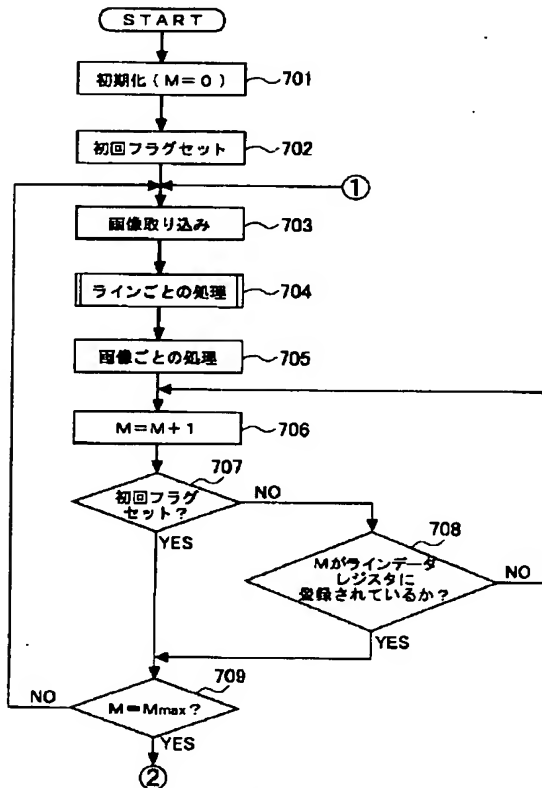 START
初期化(M=0)
701
初回フラグセット
702
①
画像取り込み
703
ラインごとの処理
704
画像ごとの処理
705
M=M+1
706
707
初回フラグ
セット?
NO
YES
708
Mがラインデータ
レジスタに
登録されているか?
NO
YES
709
NO
M=Mmax?
YES
②